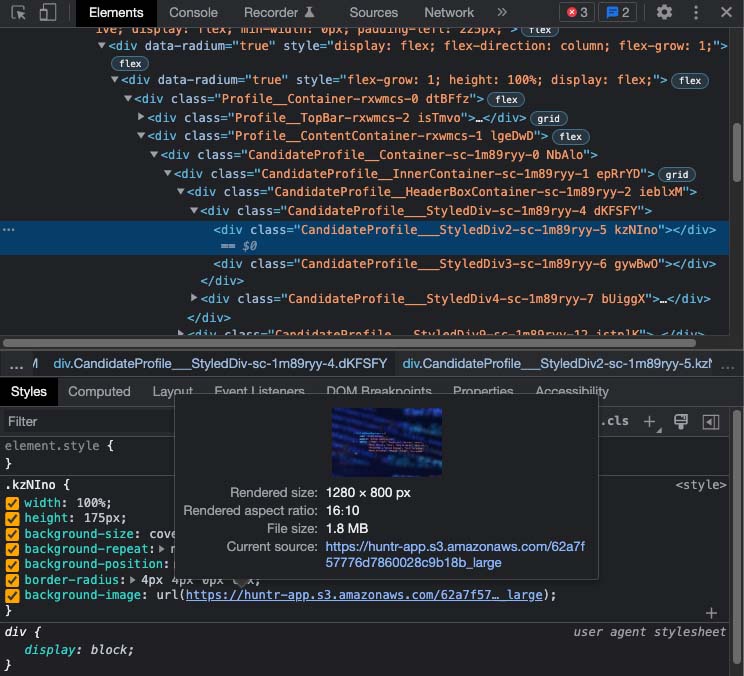 Elements Console Recorder Sources Network » 3 2
ive; display: flex; min-width: 0px; padding-left: 225px; "> flex
▼<div data-radium="true" style="display: flex; flex-direction: column; flex-grow: 1;">
flex
▼<div data-radium="true" style="flex-grow: 1; height: 100%; display: flex;"> flex
▼<div class="Profile__Container-rxwmcs-0 dtBFfz"> flex
▶<div class="Profile__TopBar-rxwmcs-2 isTmvo">…</div> grid
▼<div class="Profile__ContentContainer-rxwmcs-1 lgeDwD"> flex
▼<div class="CandidateProfile__Container-sc-1m89ryy-0 NbAlo">
▼<div class="CandidateProfile__InnerContainer-sc-1m89ryy-1 epRrYD"> grid
▼<div class="CandidateProfile__HeaderBoxContainer-sc-1m89ryy-2 ieblxM">
▼<div class="CandidateProfile___StyledDiv-sc-1m89ryy-4 dKFSFY">
… <div class="CandidateProfile___StyledDiv2-sc-1m89ryy-5 kzNIno"></div>
== $0
<div class="CandidateProfile___StyledDiv3-sc-1m89ryy-6 gywBwO"></div>
</div>
▶<div class="CandidateProfile___StyledDiv4-sc-1m89ryy-7 bUiggX">…</div>
</div>
▶<div class="CandidateProfile___StyledDiv9-sc-1m89ryy-12 jstplK">…</div>
… M div.CandidateProfile___StyledDiv-sc-1m89ryy-4.dKFSFY div.CandidateProfile___StyledDiv2-sc-1m89ryy-5.kzN …
Styles Computed Layout Event Listeners DOM Breakpoints Properties Accessibility
Filter .cls +
element.style {
}
.kzNIno { <style>
width: 100%;
height: 175px;
background-size: cove
background-repeat: ▶
background-position:
border-radius: ▶ 4px 4px 0px 0px;
background-image: url(https://huntr-app.s3.amazonaws.com/62a7f57…_large);
}
+
div { user agent stylesheet
display: block;
}
Rendered size: 1280 × 800 px
Rendered aspect ratio: 16:10
File size: 1.8 MB
Current source: https://huntr-app.s3.amazonaws.com/62a7f
57776d7860028c9b18b_large